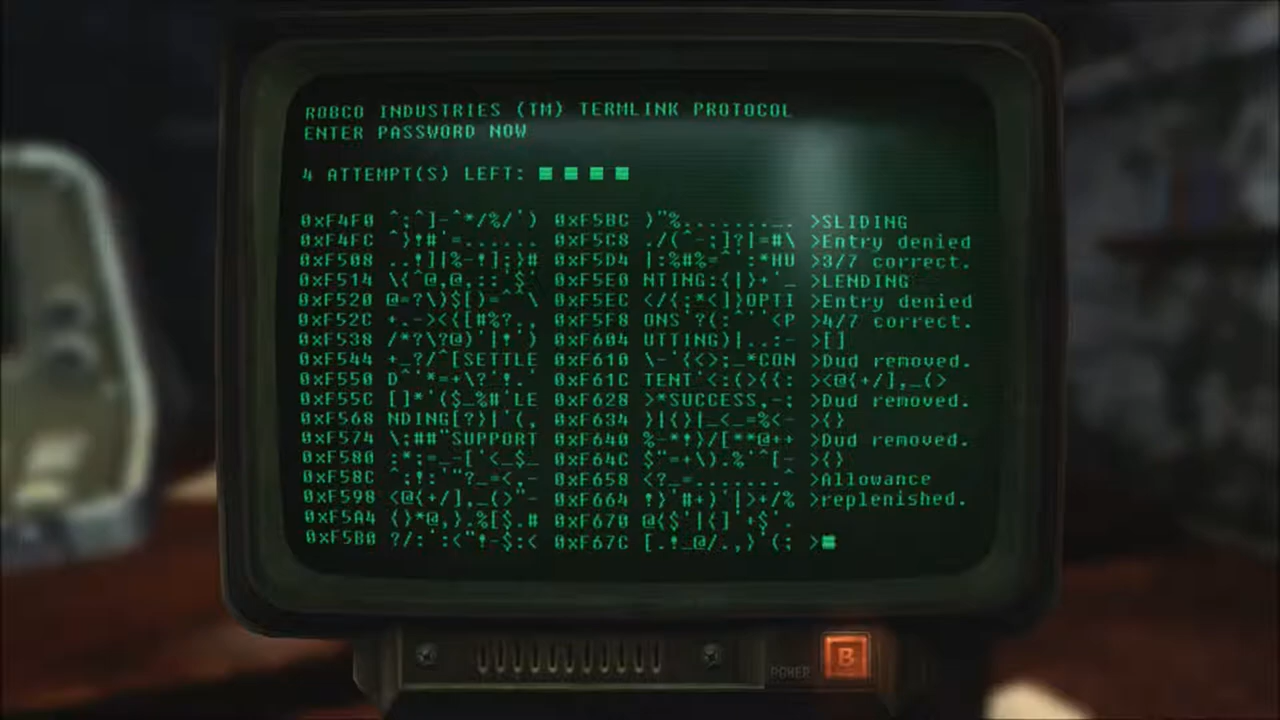 ROBCO INDUSTRIES (TM) TERMLINK PROTOCOL
ENTER PASSWORD NOW
4 ATTEMPT(S) LEFT: ■ ■ ■ ■
0xF4F0 ^;^]-^*/%/') 0xF5BC )"%........_. >SLIDING
0xF4FC ^)!#'=...... 0xF5C8 ./(^-;]?|=#\ >Entry denied
0xF508 ..!]|%-!];}# 0xF5D4 |:%#%=^':*HU >3/7 correct.
0xF514 \{^@,@,::'$' 0xF5E0 NTING:{|}+'_ >LENDING
0xF520 @=?\)$[)=^^\ 0xF5EC </{;*<]}OPTI >Entry denied
0xF52C +.-><{[#%?., 0xF5F8 ONS'?(:^''<P >4/7 correct.
0xF538 /*?\?@)'|!') 0xF604 UTTING)|..:- >[]
0xF544 +_?/^[SETTLE 0xF610 \-'{<>;_*CON >Dud removed.
0xF550 D^'*=+\?'!.' 0xF61C TENT'<:(>{{: ><@{+/],_(>
0xF55C []*'($_%#'LE 0xF628 >*SUCCESS,-; >Dud removed.
0xF568 NDING[?}|'(, 0xF634 )|{}|_<_=%<- >{}
0xF574 \;##"SUPPORT 0xF640 %-*!}/[**@++ >Dud removed.
0xF580 :*;=_-['<_$_ 0xF64C $"=+\).%'^[- >{}
0xF58C ^:!:'"?_=<,- 0xF658 <?_=.......^ >Allowance
0xF598 <@{+/],_(>"- 0xF664 !}'#+)'|>+/% >replenished.
0xF5A4 {}*@,}.%[$.# 0xF670 @{$'|{]'+$'.
0xF5B0 ?/:':<"!-$:< 0xF67C [.!_@/.,}'(; >■
POWER
B